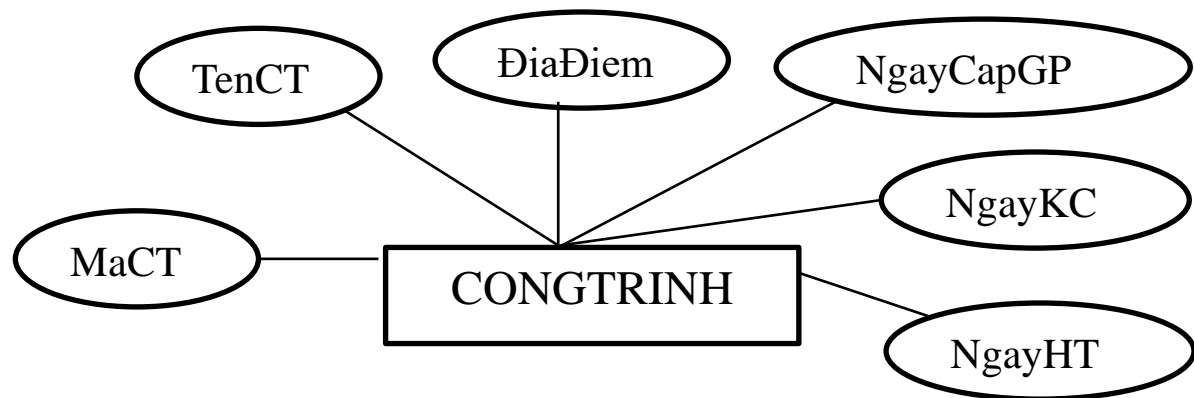 TenCT
ĐiaĐiem
NgayCapGP
NgayKC
MaCT
CONGTRINH
NgayHT